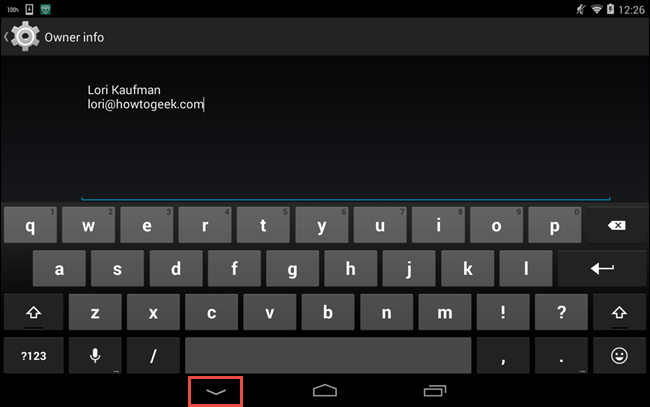 100% 12:26
Owner info
Lori Kaufman
lori@howtogeek.com
1 2 3 4 5 6 7 8 9 0
q w e r t y u i o p
a s d f g h j k l
z x c v b n m ! ?
?123 / , .